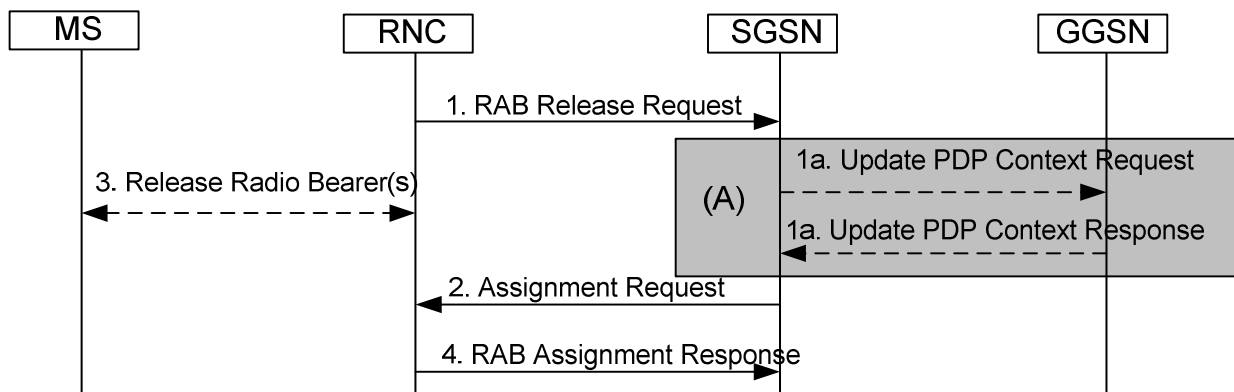 MS
RNC
SGSN
GGSN
1. RAB Release Request
1a. Update PDP Context Request
3. Release Radio Bearer(s)
(A)
1a. Update PDP Context Response
2. Assignment Request
4. RAB Assignment Response